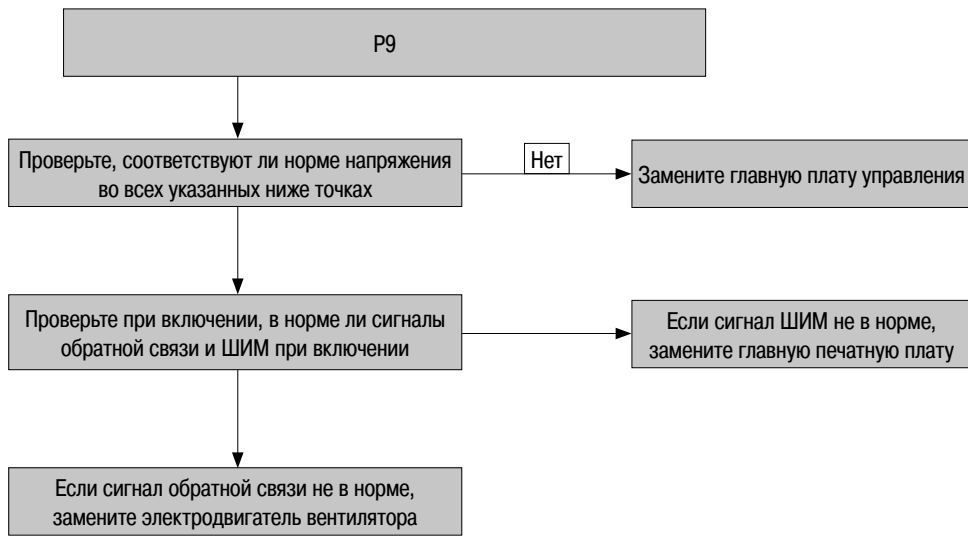 P9
Проверьте, соответствуют ли норме напряжения
во всех указанных ниже точках
Нет
Замените главную плату управления
Проверьте при включении, в норме ли сигналы
обратной связи и ШИМ при включении
Если сигнал ШИМ не в норме,
замените главную печатную плату
Если сигнал обратной связи не в норме,
замените электродвигатель вентилятора